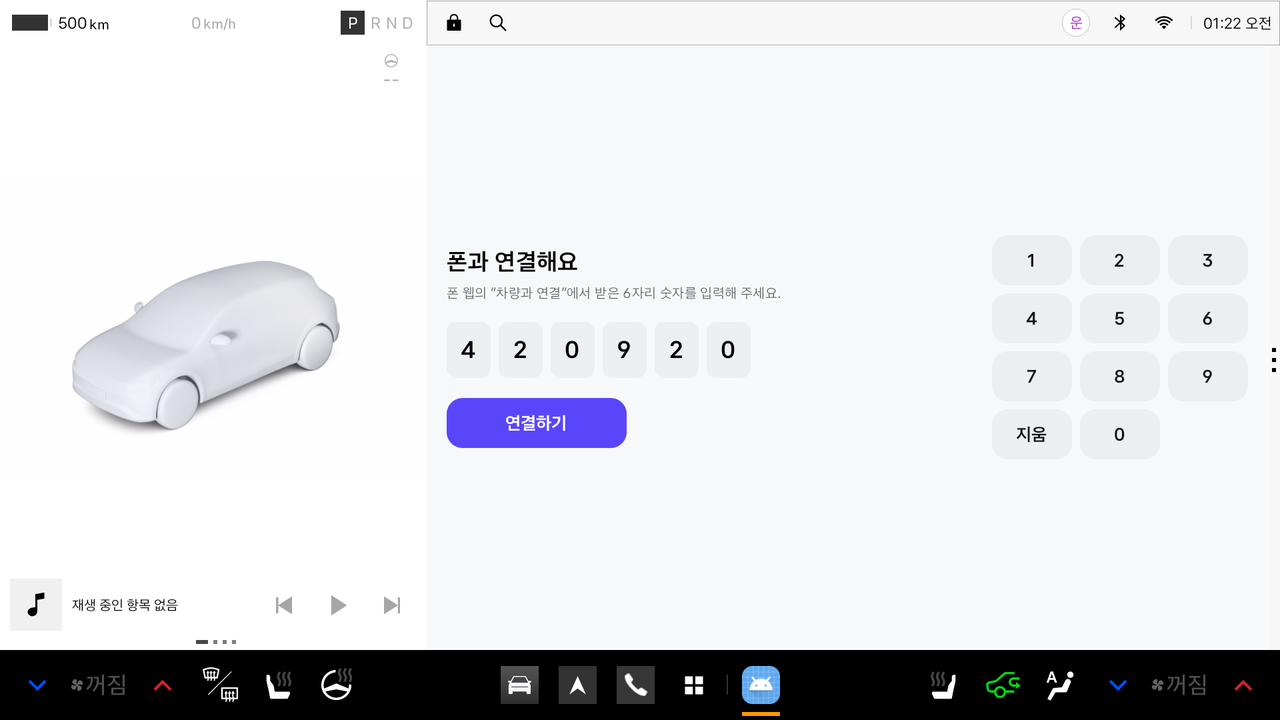 500 km
0 km/h
P R N D
운
01:22 오전
폰과 연결해요
폰 웹의 "차량과 연결"에서 받은 6자리 숫자를 입력해 주세요.
4 2 0 9 2 0
연결하기
1 2 3
4 5 6
7 8 9
지움 0
재생 중인 항목 없음
꺼짐
A
꺼짐